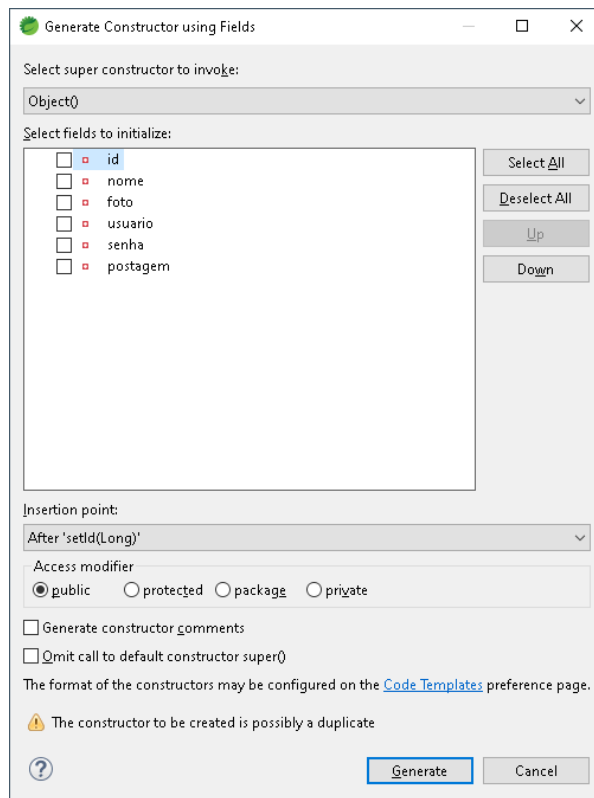 Generate Constructor using Fields
Select super constructor to invoke:
Object()
Select fields to initialize:
id
nome
foto
usuario
senha
postagem
Select All
Deselect All
Up
Down
Insertion point:
After 'setId(Long)'
Access modifier
public protected package private
Generate constructor comments
Omit call to default constructor super()
The format of the constructors may be configured on the Code Templates preference page.
The constructor to be created is possibly a duplicate
?
Generate Cancel